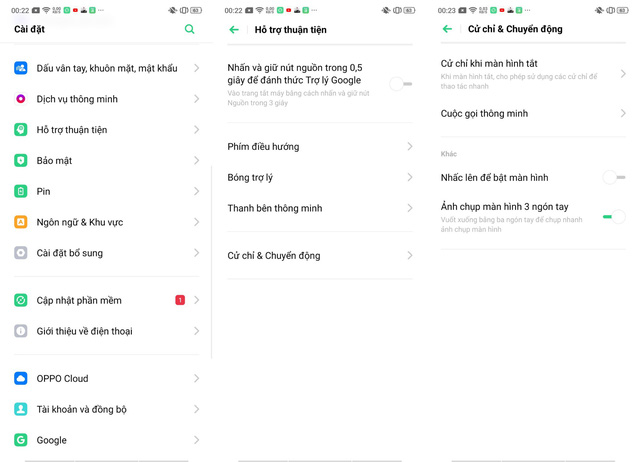 00:22
60
Cài đặt
Dấu vân tay, khuôn mặt, mật khẩu
Dịch vụ thông minh
Hỗ trợ thuận tiện
Bảo mật
Pin
Ngôn ngữ & Khu vực
Cài đặt bổ sung
Cập nhật phần mềm
1
Giới thiệu về điện thoại
OPPO Cloud
Tài khoản và đồng bộ
Google
00:22
60
Hỗ trợ thuận tiện
Nhấn và giữ nút nguồn trong 0,5
giây để đánh thức Trợ lý Google
Vào trang tắt máy bằng cách nhấn và giữ nút
Nguồn trong 3 giây
Phím điều hướng
Bóng trợ lý
Thanh bên thông minh
Cử chỉ & Chuyển động
00:23
60
Cử chỉ & Chuyển động
Cử chỉ khi màn hình tắt
Khi màn hình tắt, cho phép sử dụng các cử chỉ để
thao tác nhanh
Cuộc gọi thông minh
Khác
Nhấc lên để bật màn hình
Ảnh chụp màn hình 3 ngón tay
Vuốt xuống bằng ba ngón tay để chụp nhanh
ảnh chụp màn hình